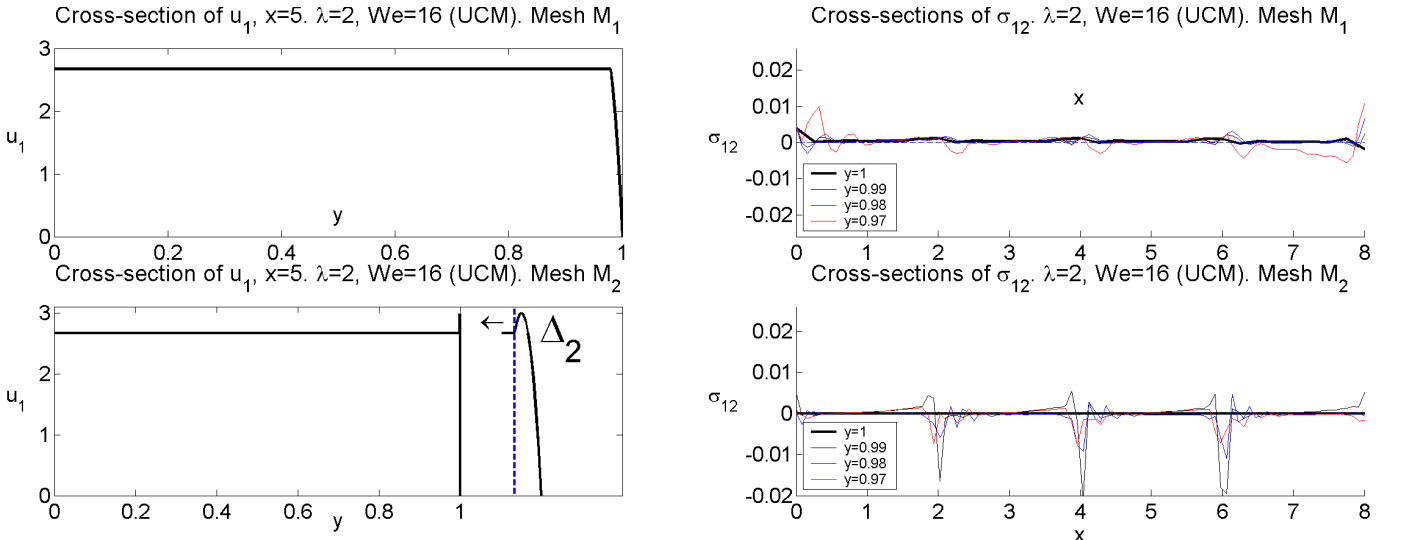 Cross-section of u1, x=5. λ=2, We=16 (UCM). Mesh M1
3
2
1
0
u1
y
0 0.2 0.4 0.6 0.8 1
Cross-sections of σ12. λ=2, We=16 (UCM). Mesh M1
0.02
0.01
0
-0.01
-0.02
σ12
x
y=1
y=0.99
y=0.98
y=0.97
0 1 2 3 4 5 6 7 8
Cross-section of u1, x=5. λ=2, We=16 (UCM). Mesh M2
3
2
1
0
u1
← Δ2
0 0.2 0.4 0.6 0.8 1
y
Cross-sections of σ12. λ=2, We=16 (UCM). Mesh M2
0.02
0.01
0
-0.01
-0.02
σ12
y=1
y=0.99
y=0.98
y=0.97
0 1 2 3 4 5 6 7 8
x